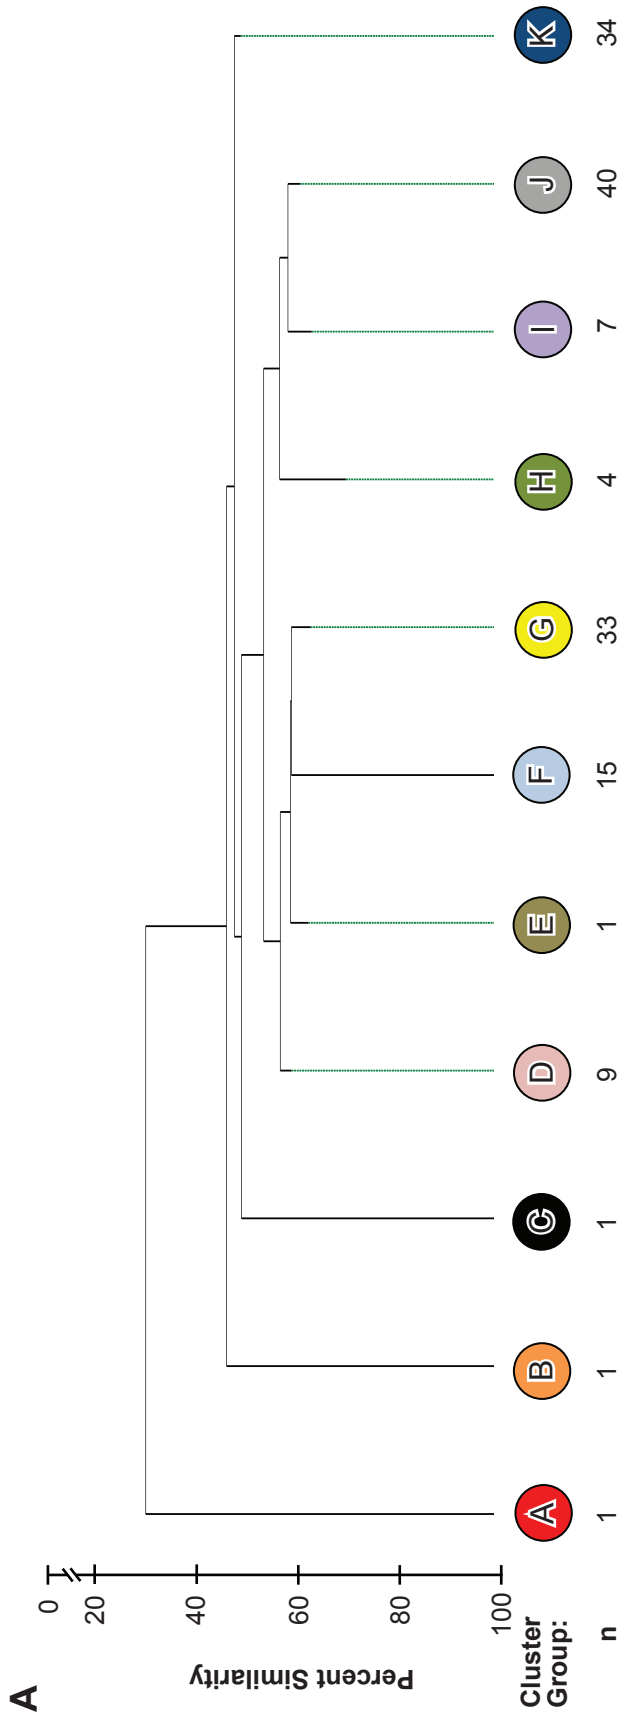 A
Percent Similarity
0
20
40
60
80
100
Cluster
Group:
A B C D E F G H I J K
n 1 1 1 9 1 15 33 4 7 40 34